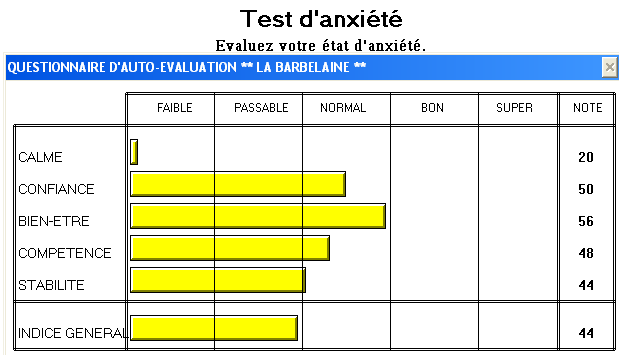 Test d'anxiété
Evaluez votre état d'anxiété.
QUESTIONNAIRE D'AUTO-EVALUATION ** LA BARBELAINE **
FAIBLE PASSABLE NORMAL BON SUPER NOTE
CALME 20
CONFIANCE 50
BIEN-ETRE 56
COMPETENCE 48
STABILITE 44
INDICE GENERAL 44